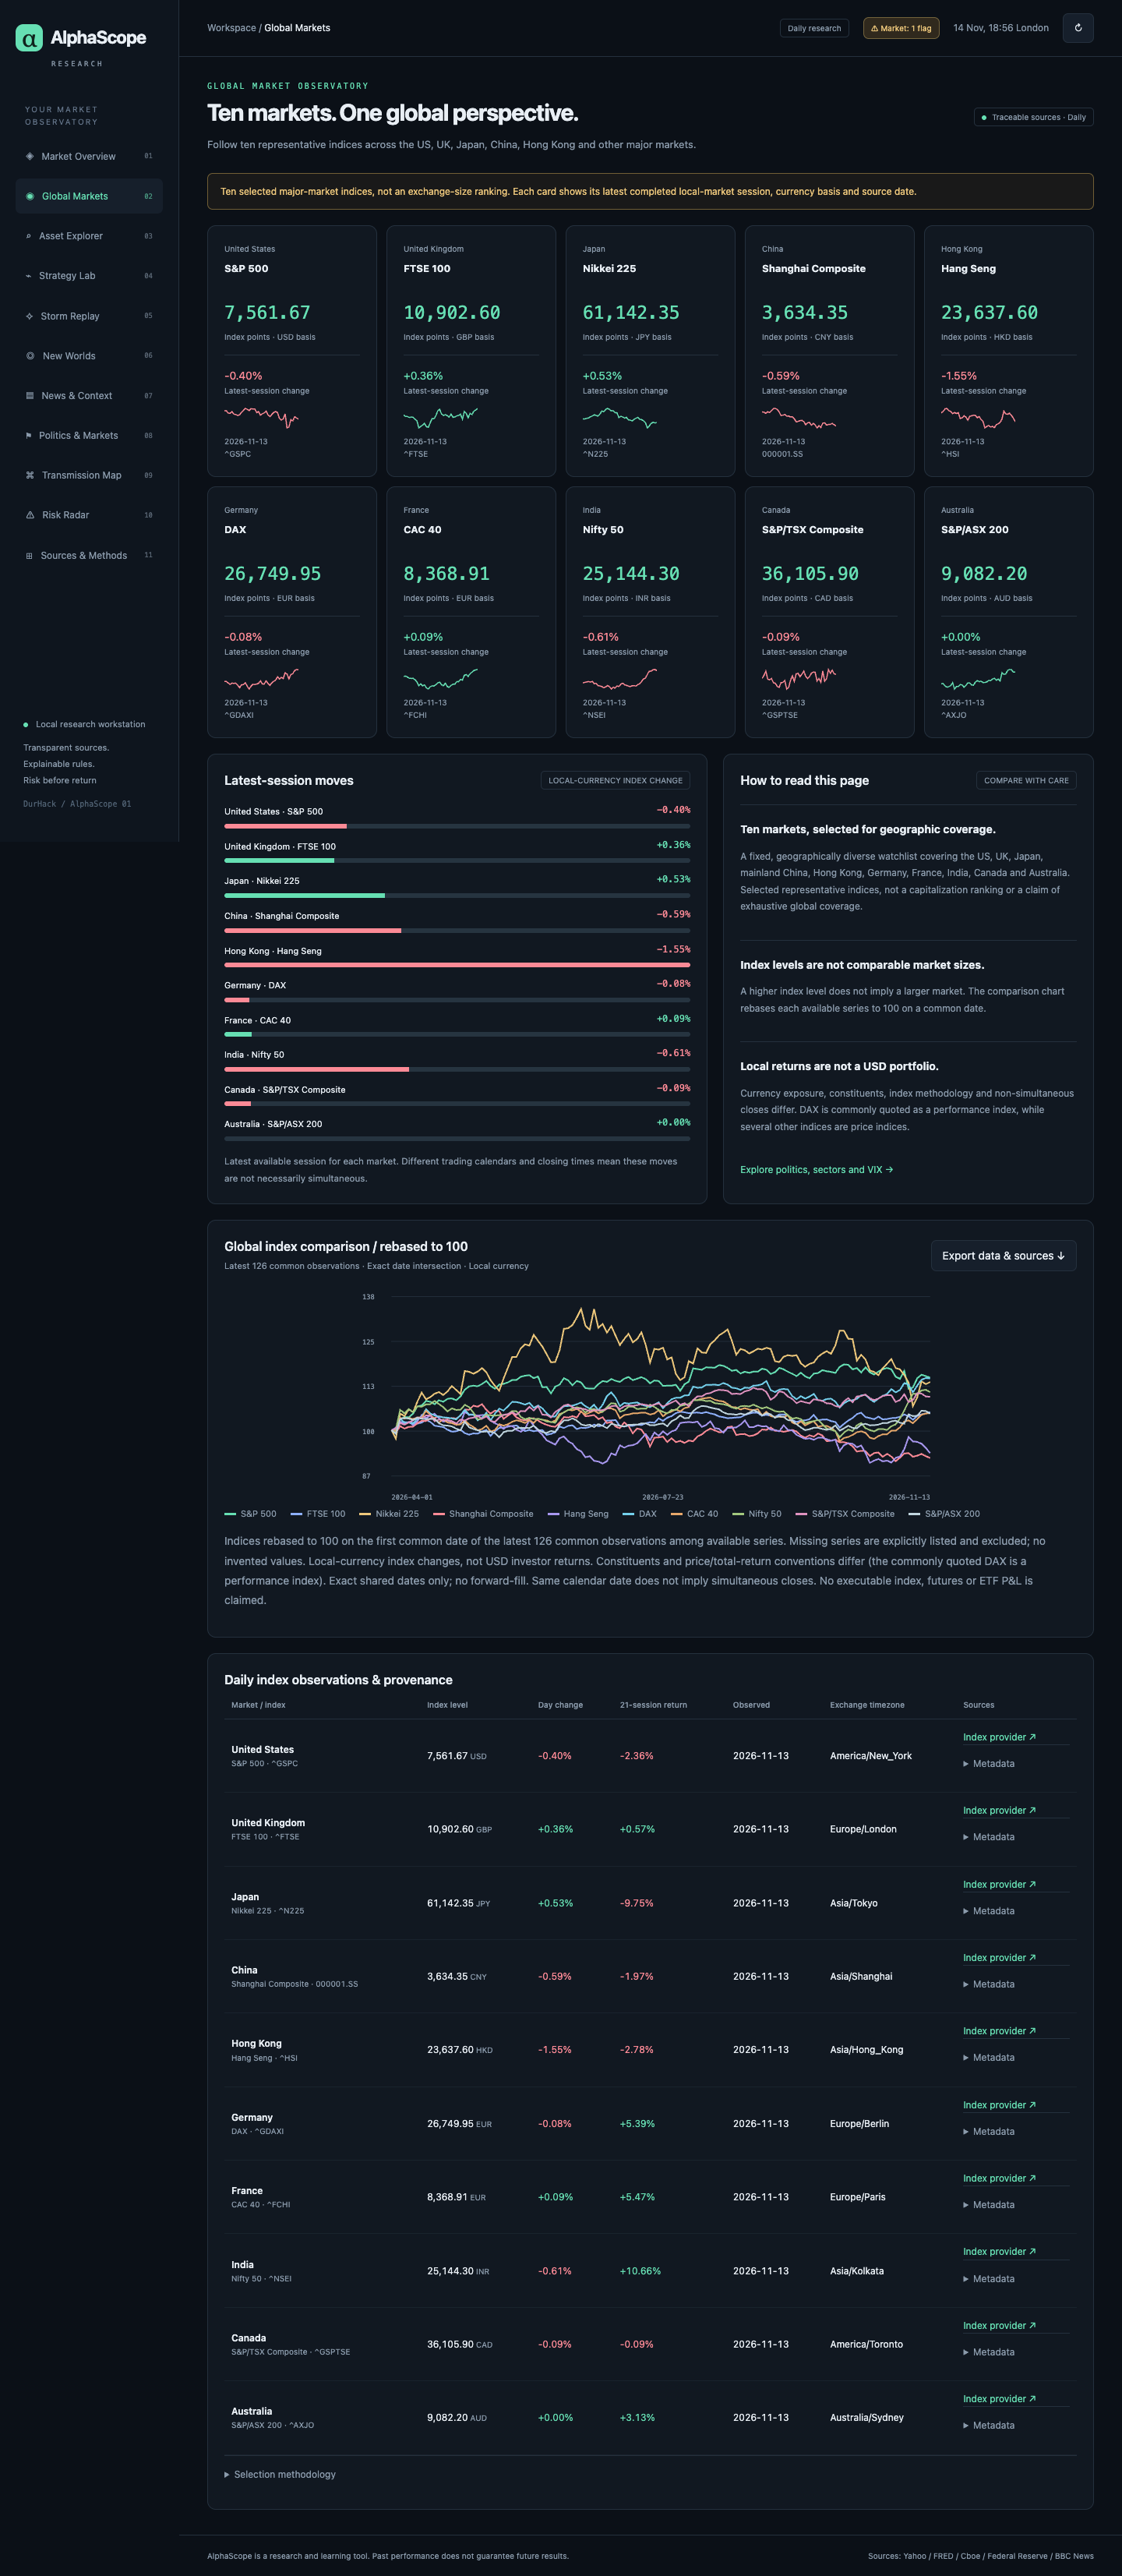 α AlphaScope
RESEARCH
YOUR MARKET
OBSERVATORY
Market Overview 01
Global Markets 02
Asset Explorer 03
Strategy Lab 04
Storm Replay 05
New Worlds 06
News & Context 07
Politics & Markets 08
Transmission Map 09
Risk Radar 10
Sources & Methods 11
Local research workstation
Transparent sources.
Explainable rules.
Risk before return
DurHack / AlphaScope 01
Workspace / Global Markets
Daily research
⚠ Market: 1 flag
14 Nov, 18:56 London
↻
GLOBAL MARKET OBSERVATORY
Ten markets. One global perspective.
Traceable sources · Daily
Follow ten representative indices across the US, UK, Japan, China, Hong Kong and other major markets.
Ten selected major-market indices, not an exchange-size ranking. Each card shows its latest completed local-market session, currency basis and source date.
United States
S&P 500
7,561.67
Index points · USD basis
-0.40%
Latest-session change
2026-11-13
^GSPC
United Kingdom
FTSE 100
10,902.60
Index points · GBP basis
+0.36%
Latest-session change
2026-11-13
^FTSE
Japan
Nikkei 225
61,142.35
Index points · JPY basis
+0.53%
Latest-session change
2026-11-13
^N225
China
Shanghai Composite
3,634.35
Index points · CNY basis
-0.59%
Latest-session change
2026-11-13
000001.SS
Hong Kong
Hang Seng
23,637.60
Index points · HKD basis
-1.55%
Latest-session change
2026-11-13
^HSI
Germany
DAX
26,749.95
Index points · EUR basis
-0.08%
Latest-session change
2026-11-13
^GDAXI
France
CAC 40
8,368.91
Index points · EUR basis
+0.09%
Latest-session change
2026-11-13
^FCHI
India
Nifty 50
25,144.30
Index points · INR basis
-0.61%
Latest-session change
2026-11-13
^NSEI
Canada
S&P/TSX Composite
36,105.90
Index points · CAD basis
-0.09%
Latest-session change
2026-11-13
^GSPTSE
Australia
S&P/ASX 200
9,082.20
Index points · AUD basis
+0.00%
Latest-session change
2026-11-13
^AXJO
Latest-session moves
LOCAL-CURRENCY INDEX CHANGE
United States · S&P 500 −0.40%
United Kingdom · FTSE 100 +0.36%
Japan · Nikkei 225 +0.53%
China · Shanghai Composite −0.59%
Hong Kong · Hang Seng −1.55%
Germany · DAX −0.08%
France · CAC 40 +0.09%
India · Nifty 50 −0.61%
Canada · S&P/TSX Composite −0.09%
Australia · S&P/ASX 200 +0.00%
Latest available session for each market. Different trading calendars and closing times mean these moves
are not necessarily simultaneous.
How to read this page
COMPARE WITH CARE
Ten markets, selected for geographic coverage.
A fixed, geographically diverse watchlist covering the US, UK, Japan,
mainland China, Hong Kong, Germany, France, India, Canada and Australia.
Selected representative indices, not a capitalization ranking or a claim of
exhaustive global coverage.
Index levels are not comparable market sizes.
A higher index level does not imply a larger market. The comparison chart
rebases each available series to 100 on a common date.
Local returns are not a USD portfolio.
Currency exposure, constituents, index methodology and non-simultaneous
closes differ. DAX is commonly quoted as a performance index, while
several other indices are price indices.
Explore politics, sectors and VIX →
Global index comparison / rebased to 100
Latest 126 common observations · Exact date intersection · Local currency
Export data & sources ↓
138
125
113
100
87
2026-04-01 2026-07-23 2026-11-13
S&P 500 FTSE 100 Nikkei 225 Shanghai Composite Hang Seng DAX CAC 40 Nifty 50 S&P/TSX Composite S&P/ASX 200
Indices rebased to 100 on the first common date of the latest 126 common observations among available series. Missing series are explicitly listed and excluded; no
invented values. Local-currency index changes, not USD investor returns. Constituents and price/total-return conventions differ (the commonly quoted DAX is a
performance index). Exact shared dates only; no forward-fill. Same calendar date does not imply simultaneous closes. No executable index, futures or ETF P&L is
claimed.
Daily index observations & provenance
Market / index Index level Day change 21-session return Observed Exchange timezone Sources
United States
S&P 500 · ^GSPC
7,561.67 USD -0.40% -2.36% 2026-11-13 America/New_York
Index provider ↗
▶ Metadata
United Kingdom
FTSE 100 · ^FTSE
10,902.60 GBP +0.36% +0.57% 2026-11-13 Europe/London
Index provider ↗
▶ Metadata
Japan
Nikkei 225 · ^N225
61,142.35 JPY +0.53% -9.75% 2026-11-13 Asia/Tokyo
Index provider ↗
▶ Metadata
China
Shanghai Composite · 000001.SS
3,634.35 CNY -0.59% -1.97% 2026-11-13 Asia/Shanghai
Index provider ↗
▶ Metadata
Hong Kong
Hang Seng · ^HSI
23,637.60 HKD -1.55% -2.78% 2026-11-13 Asia/Hong_Kong
Index provider ↗
▶ Metadata
Germany
DAX · ^GDAXI
26,749.95 EUR -0.08% +5.39% 2026-11-13 Europe/Berlin
Index provider ↗
▶ Metadata
France
CAC 40 · ^FCHI
8,368.91 EUR +0.09% +5.47% 2026-11-13 Europe/Paris
Index provider ↗
▶ Metadata
India
Nifty 50 · ^NSEI
25,144.30 INR -0.61% +10.66% 2026-11-13 Asia/Kolkata
Index provider ↗
▶ Metadata
Canada
S&P/TSX Composite · ^GSPTSE
36,105.90 CAD -0.09% -0.09% 2026-11-13 America/Toronto
Index provider ↗
▶ Metadata
Australia
S&P/ASX 200 · ^AXJO
9,082.20 AUD +0.00% +3.13% 2026-11-13 Australia/Sydney
Index provider ↗
▶ Metadata
▶ Selection methodology
AlphaScope is a research and learning tool. Past performance does not guarantee future results.
Sources: Yahoo / FRED / Cboe / Federal Reserve / BBC News